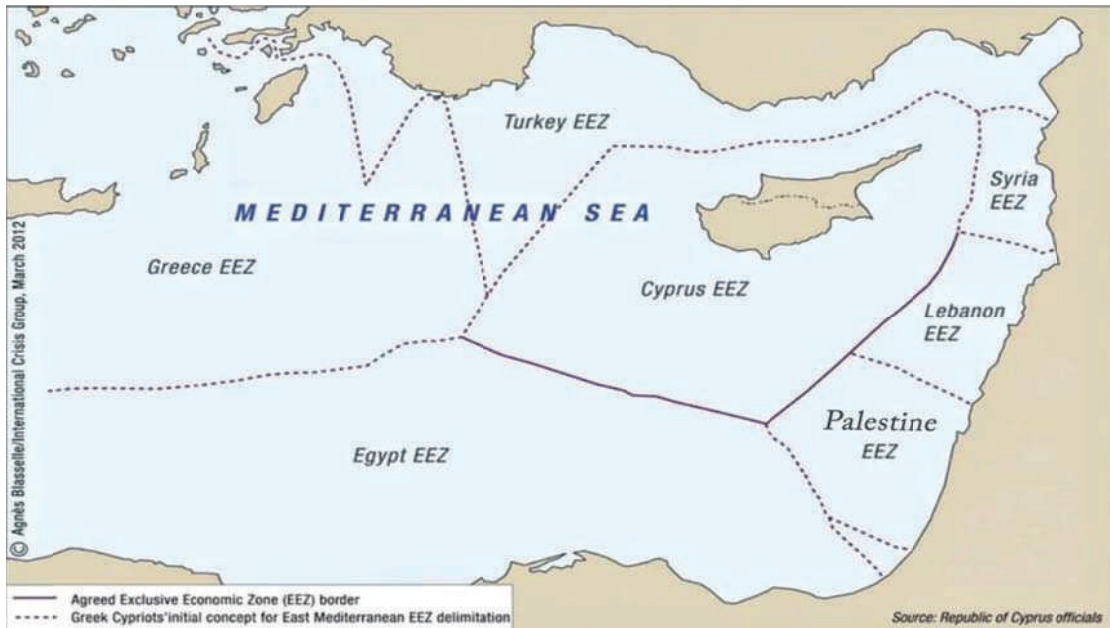 Turkey EEZ
Syria
EEZ
MEDITERRANEAN SEA
Greece EEZ
Cyprus EEZ
Lebanon
EEZ
Palestine
EEZ
Egypt EEZ
© Agnès Blasselle/International Crisis Group, March 2012
Agreed Exclusive Economic Zone (EEZ) border
Greek Cypriots'initial concept for East Mediterranean EEZ delimitation
Source: Republic of Cyprus officials